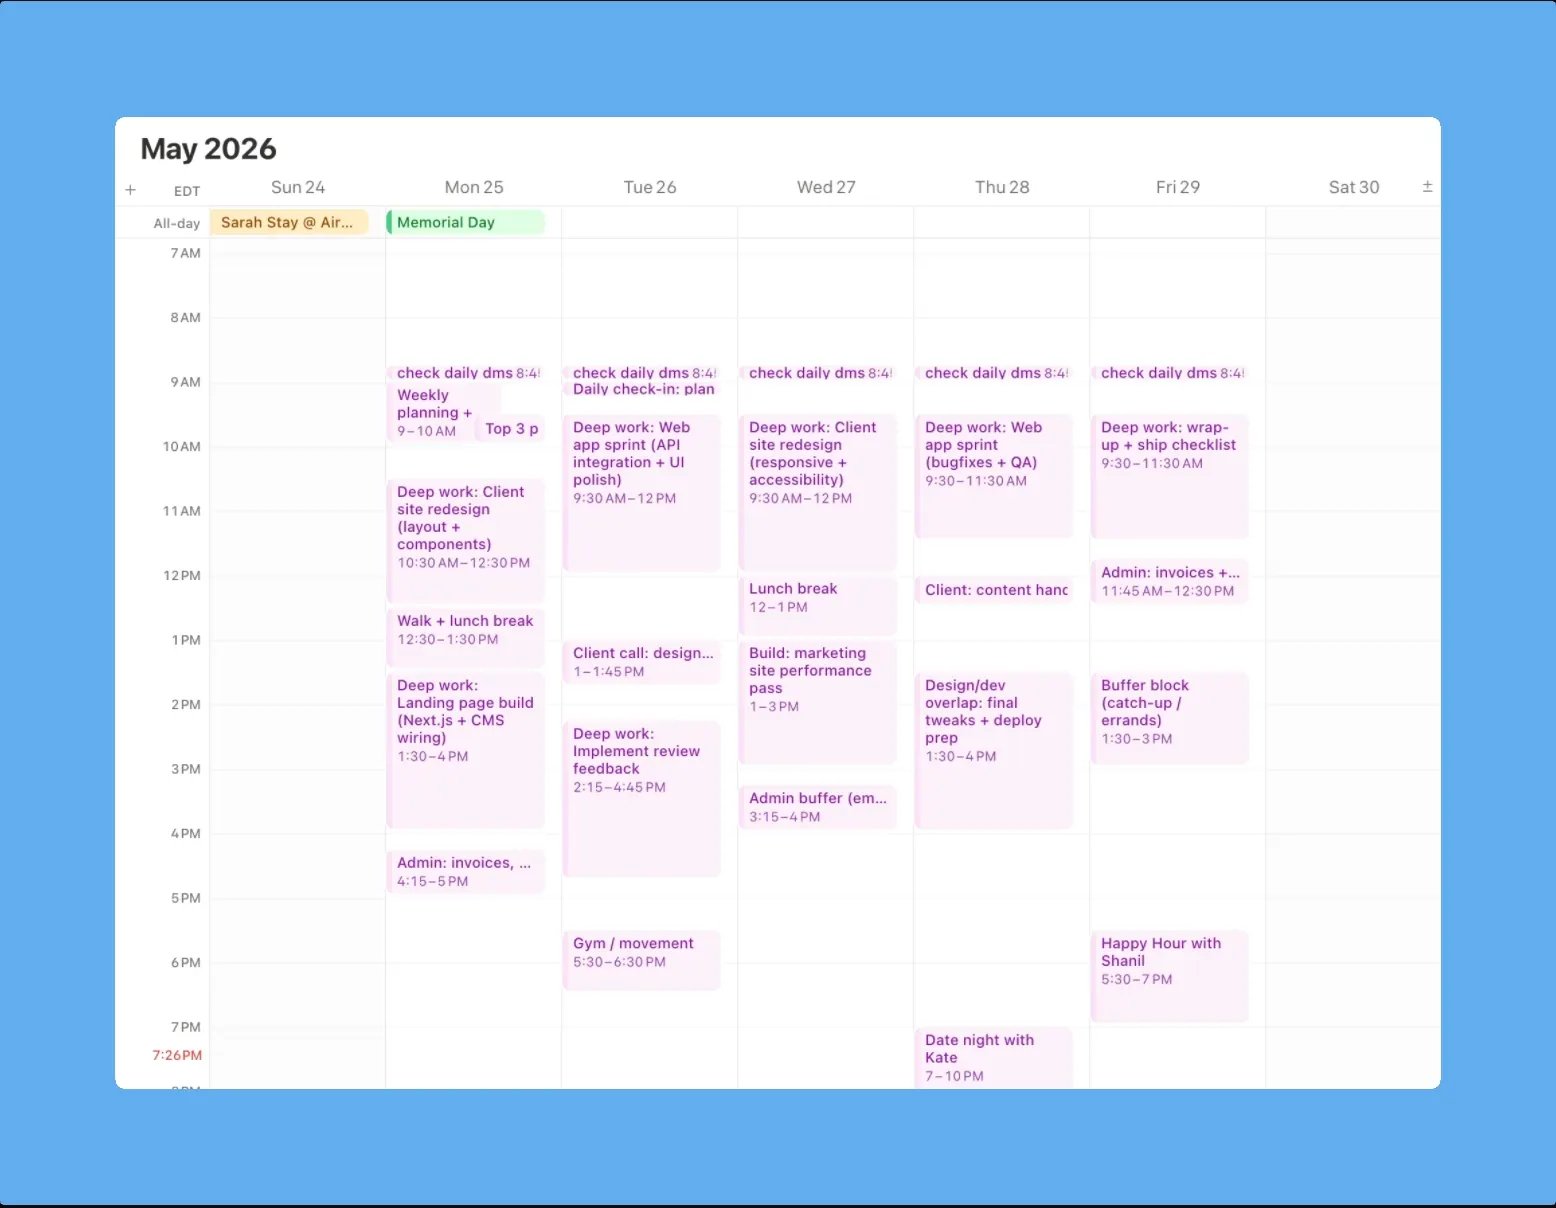 May 2026
+ EDT Sun 24 Mon 25 Tue 26 Wed 27 Thu 28 Fri 29 Sat 30 ±
All-day Sarah Stay @ Air... Memorial Day
7 AM
8 AM
9 AM
10 AM
11 AM
12 PM
1 PM
2 PM
3 PM
4 PM
5 PM
6 PM
7 PM
7:26 PM
check daily dms 8:4
Weekly
planning +
9–10 AM
Top 3 p
Deep work: Client
site redesign
(layout +
components)
10:30 AM–12:30 PM
Walk + lunch break
12:30–1:30 PM
Deep work:
Landing page build
(Next.js + CMS
wiring)
1:30–4 PM
Admin: invoices, ...
4:15–5 PM
check daily dms 8:4
Daily check-in: plan
Deep work: Web
app sprint (API
integration + UI
polish)
9:30 AM–12 PM
Client call: design...
1–1:45 PM
Deep work:
Implement review
feedback
2:15–4:45 PM
Gym / movement
5:30–6:30 PM
check daily dms 8:4
Deep work: Client
site redesign
(responsive +
accessibility)
9:30 AM–12 PM
Lunch break
12–1 PM
Build: marketing
site performance
pass
1–3 PM
Admin buffer (em...
3:15–4 PM
check daily dms 8:4
Deep work: Web
app sprint
(bugfixes + QA)
9:30–11:30 AM
Client: content hand
Design/dev
overlap: final
tweaks + deploy
prep
1:30–4 PM
Date night with
Kate
7–10 PM
check daily dms 8:4
Deep work: wrap-
up + ship checklist
9:30–11:30 AM
Admin: invoices +...
11:45 AM–12:30 PM
Buffer block
(catch-up /
errands)
1:30–3 PM
Happy Hour with
Shanil
5:30–7 PM